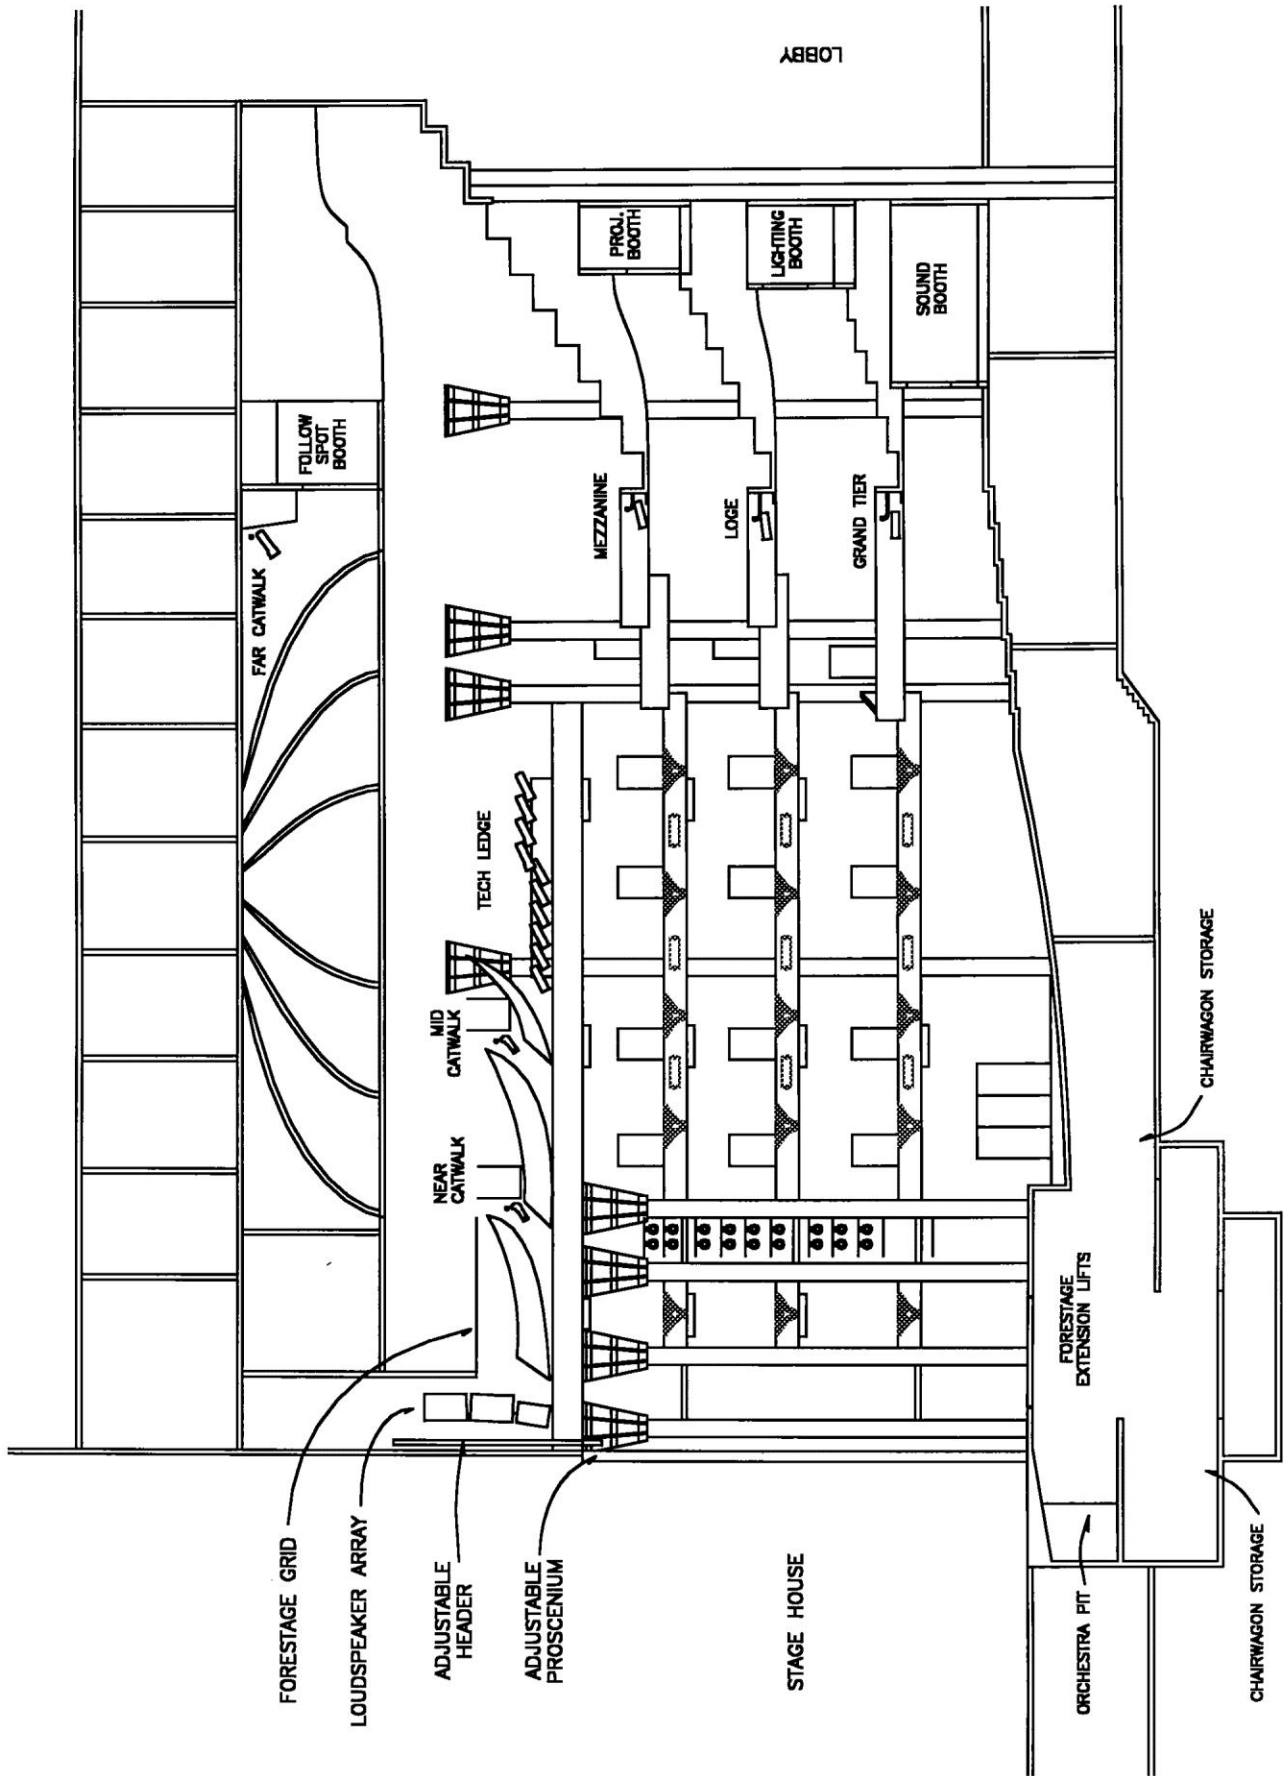 LOBBY
PROJ.
BOOTH
LIGHTING
BOOTH
SOUND
BOOTH
FOLLOW
SPOT
BOOTH
FAR CATWALK
MEZZANINE
LOGE
GRAND TIER
TECH LEDGE
MID
CATWALK
NEAR
CATWALK
FORESTAGE GRID
LOUDSPEAKER ARRAY
ADJUSTABLE
HEADER
ADJUSTABLE
PROSCENIUM
STAGE HOUSE
FORESTAGE
EXTENSION LIFTS
ORCHESTRA PIT
CHAIRWAGON STORAGE
CHAIRWAGON STORAGE